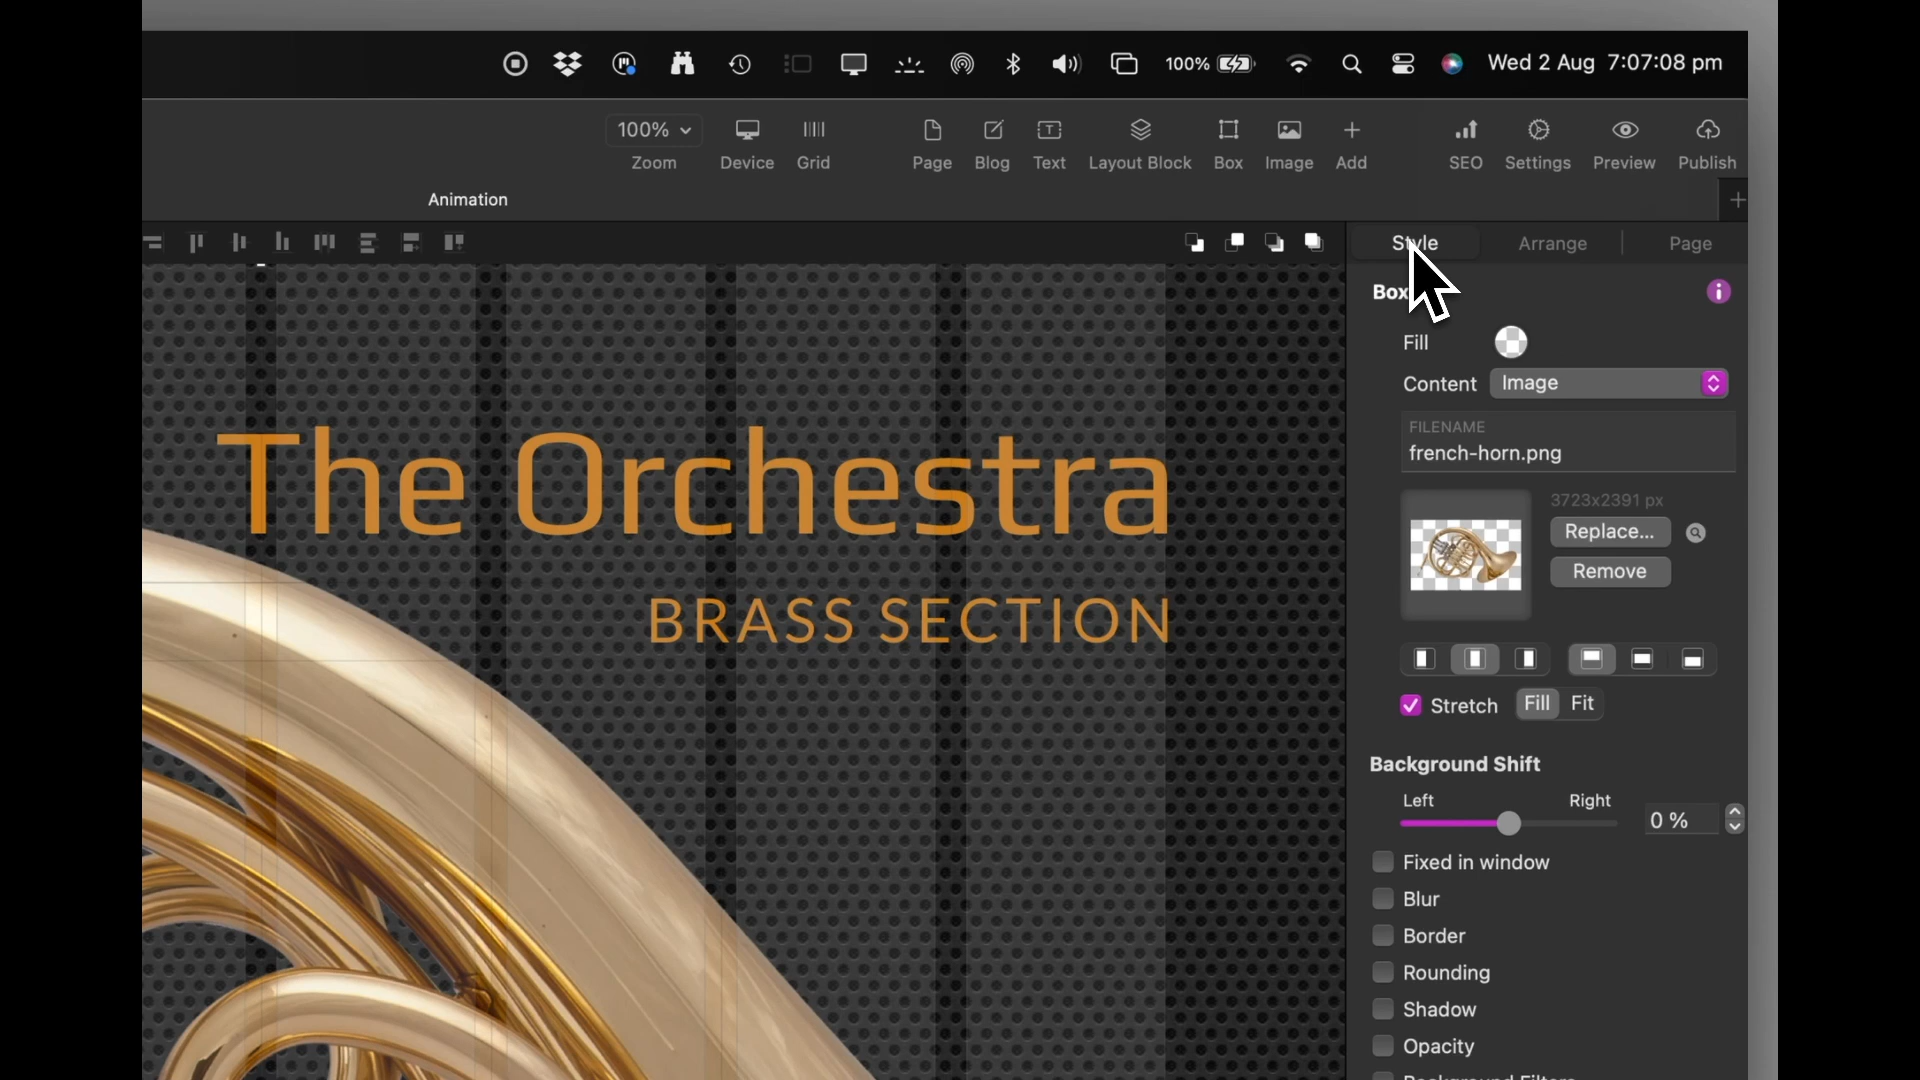 100%
Wed 2 Aug 7:07:08 pm
100%
Zoom
Device
Grid
Page
Blog
Text
Layout Block
Box
Image
Add
SEO
Settings
Preview
Publish
Animation
Style
Arrange
Page
Box
Fill
Content
Image
FILENAME
french-horn.png
3723x2391 px
Replace...
Remove
Stretch
Fill
Fit
Background Shift
Left
Right
0 %
Fixed in window
Blur
Border
Rounding
Shadow
Opacity
Background Filters
The Orchestra
BRASS SECTION